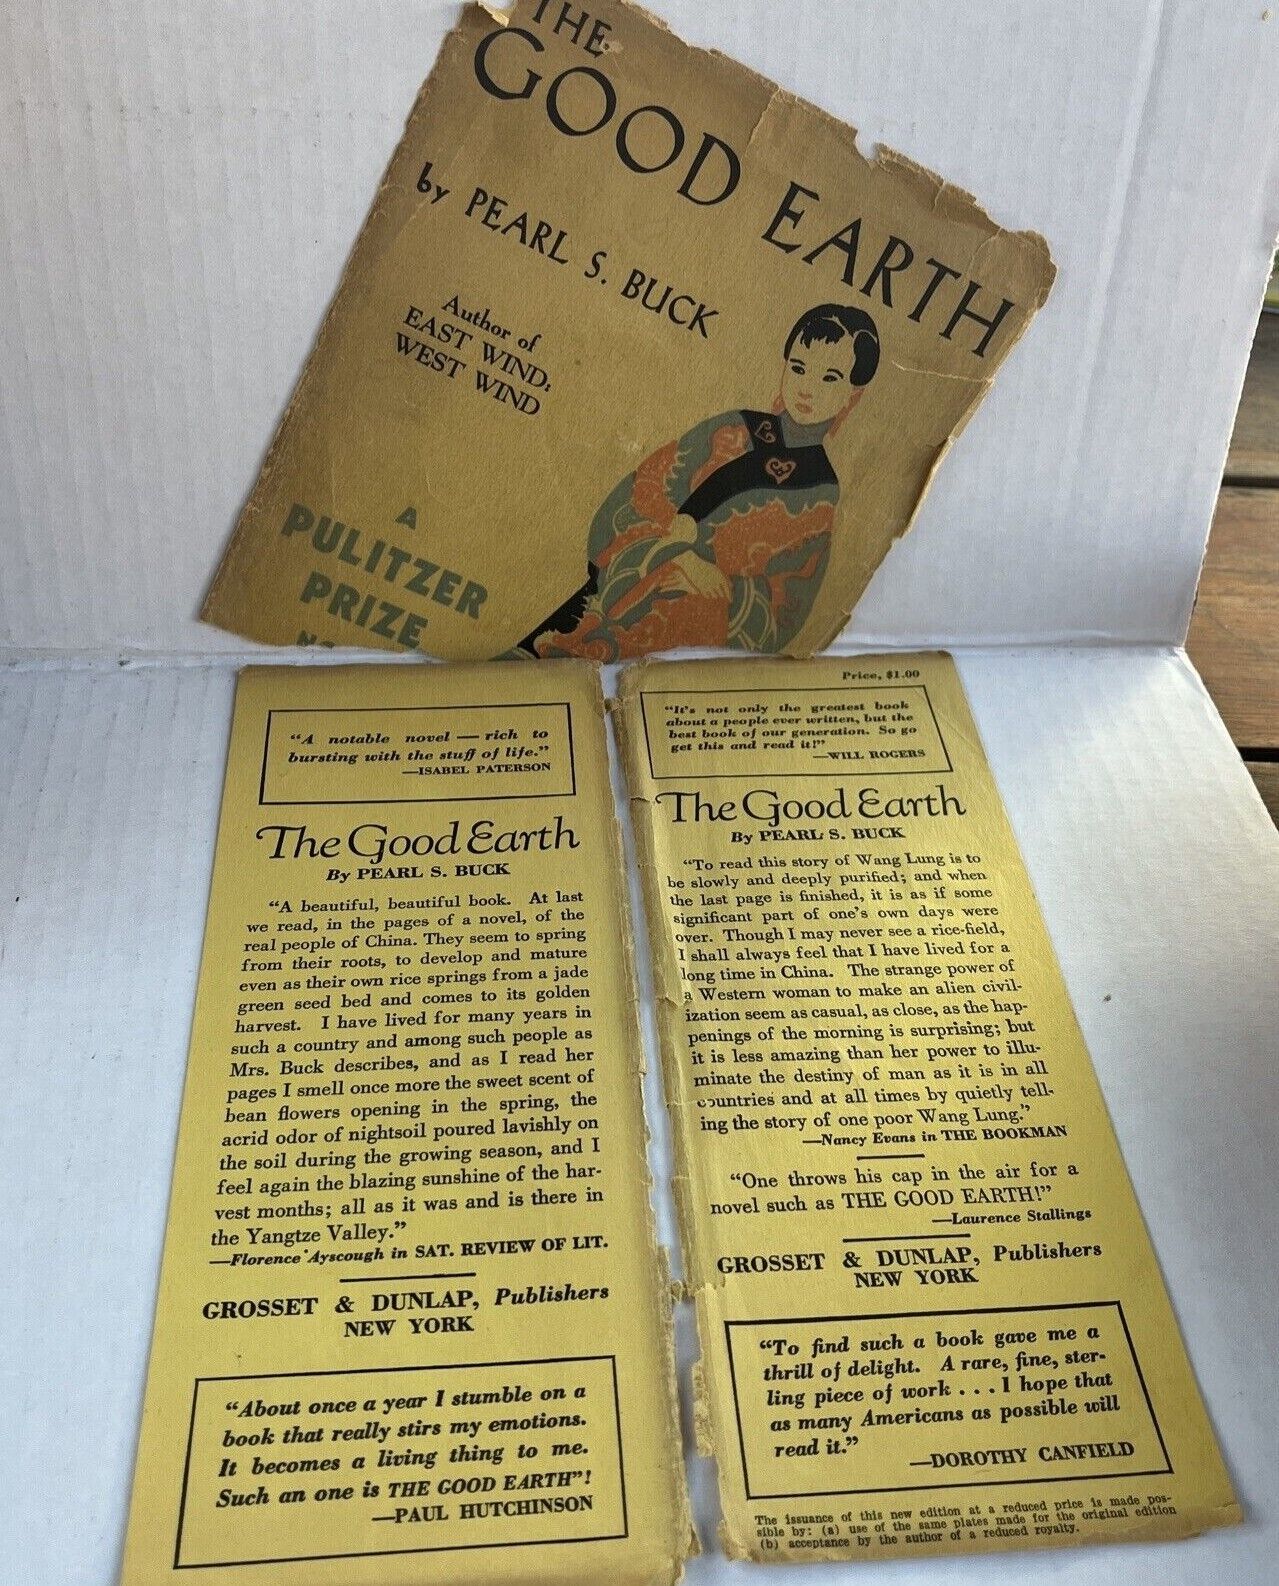 THE
GOOD EARTH
by PEARL S. BUCK
Author of
EAST WIND:
WEST WIND
A
PULITZER
PRIZE
"A notable novel — rich to
bursting with the stuff of life."
—ISABEL PATERSON
The Good Earth
By PEARL S. BUCK
"A beautiful, beautiful book. At last
we read, in the pages of a novel, of the
real people of China. They seem to spring
from their roots, to develop and mature
even as their own rice springs from a jade
green seed bed and comes to its golden
harvest. I have lived for many years in
such a country and among such people as
Mrs. Buck describes, and as I read her
pages I smell once more the sweet scent of
bean flowers opening in the spring, the
acrid odor of nightsoil poured lavishly on
the soil during the growing season, and I
feel again the blazing sunshine of the har-
vest months; all as it was and is there in
the Yangtze Valley."
—Florence Ayscough in SAT. REVIEW OF LIT.
GROSSET & DUNLAP, Publishers
NEW YORK
"About once a year I stumble on a
book that really stirs my emotions.
It becomes a living thing to me.
Such an one is THE GOOD EARTH"!
—PAUL HUTCHINSON
Price, $1.00
"It's not only the greatest book
about a people ever written, but the
best book of our generation. So go
get this and read it!"
—WILL ROGERS
The Good Earth
By PEARL S. BUCK
"To read this story of Wang Lung is to
be slowly and deeply purified; and when
the last page is finished, it is as if some
significant part of one's own days were
over. Though I may never see a rice-field,
I shall always feel that I have lived for a
long time in China. The strange power of
a Western woman to make an alien civil-
ization seem as casual, as close, as the hap-
penings of the morning is surprising; but
it is less amazing than her power to illu-
minate the destiny of man as it is in all
countries and at all times by quietly tell-
ing the story of one poor Wang Lung."
—Nancy Evans in THE BOOKMAN
"One throws his cap in the air for a
novel such as THE GOOD EARTH!"
—Laurence Stallings
GROSSET & DUNLAP, Publishers
NEW YORK
"To find such a book gave me a
thrill of delight. A rare, fine, ster-
ling piece of work . . . I hope that
as many Americans as possible will
read it."
—DOROTHY CANFIELD
The issuance of this new edition at a reduced price is made pos-
sible by: (a) use of the same plates made for the original edition
(b) acceptance by the author of a reduced royalty.